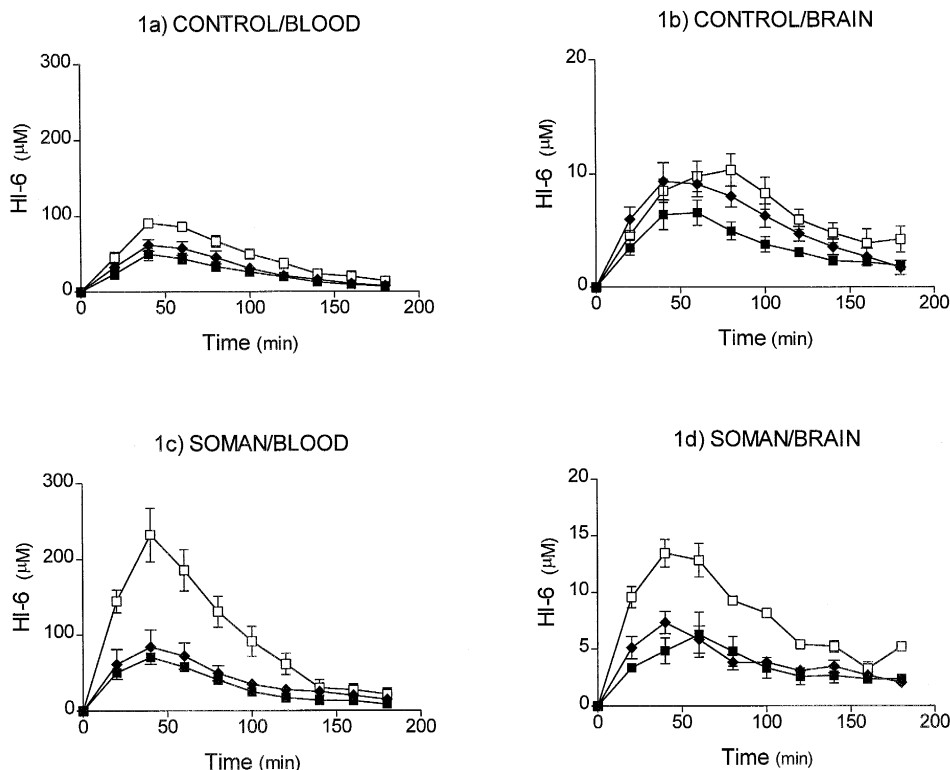 1a) CONTROL/BLOOD
300
200
100
0
HI-6 (µM)
0 50 100 150 200
Time (min)
1b) CONTROL/BRAIN
20
10
0
HI-6 (µM)
0 50 100 150 200
Time (min)
1c) SOMAN/BLOOD
300
200
100
0
HI-6 (µM)
0 50 100 150 200
Time (min)
1d) SOMAN/BRAIN
20
15
10
5
0
HI-6 (µM)
0 50 100 150 200
Time (min)